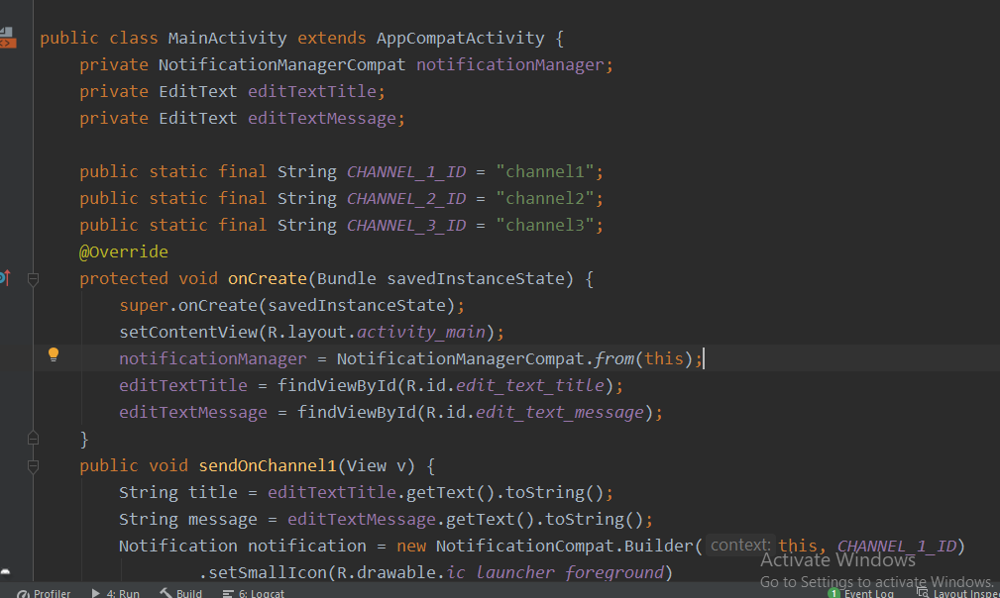 public class MainActivity extends AppCompatActivity {
    private NotificationManagerCompat notificationManager;
    private EditText editTextTitle;
    private EditText editTextMessage;

    public static final String CHANNEL_1_ID = "channel1";
    public static final String CHANNEL_2_ID = "channel2";
    public static final String CHANNEL_3_ID = "channel3";
    @Override
    protected void onCreate(Bundle savedInstanceState) {
        super.onCreate(savedInstanceState);
        setContentView(R.layout.activity_main);
        notificationManager = NotificationManagerCompat.from(this);
        editTextTitle = findViewById(R.id.edit_text_title);
        editTextMessage = findViewById(R.id.edit_text_message);
    }
    public void sendOnChannel1(View v) {
        String title = editTextTitle.getText().toString();
        String message = editTextMessage.getText().toString();
        Notification notification = new NotificationCompat.Builder( context: this, CHANNEL_1_ID)
                .setSmallIcon(R.drawable.ic_launcher_foreground)
Activate Windows
Go to Settings to activate Windows.
Profiler 4: Run Build 6: Logcat 1 Event Log Layout Inspe